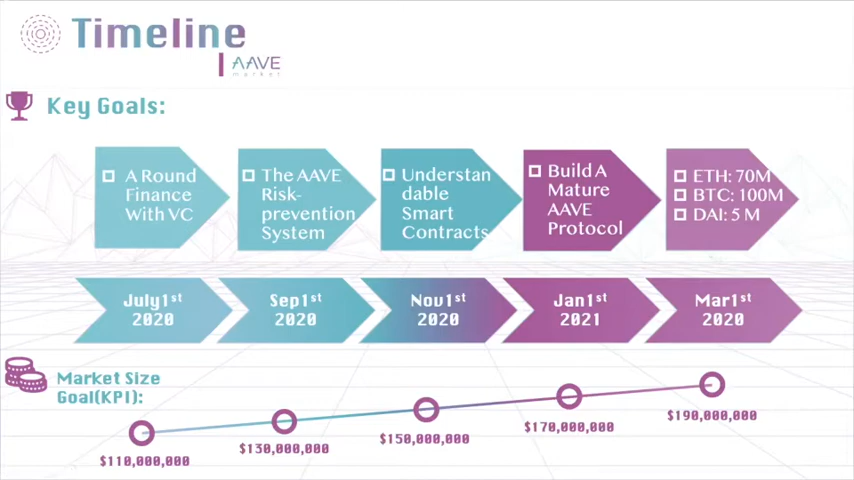 Timeline
AAVE
market
Key Goals:
A Round
Finance
With VC
The AAVE
Risk-
prevention
System
Understan
dable
Smart
Contracts
Build A
Mature
AAVE
Protocol
ETH: 70M
BTC: 100M
DAI: 5 M
July1st
2020
Sep1st
2020
Nov1st
2020
Jan1st
2021
Mar1st
2020
Market Size
Goal(KPI):
$110,000,000
$130,000,000
$150,000,000
$170,000,000
$190,000,000